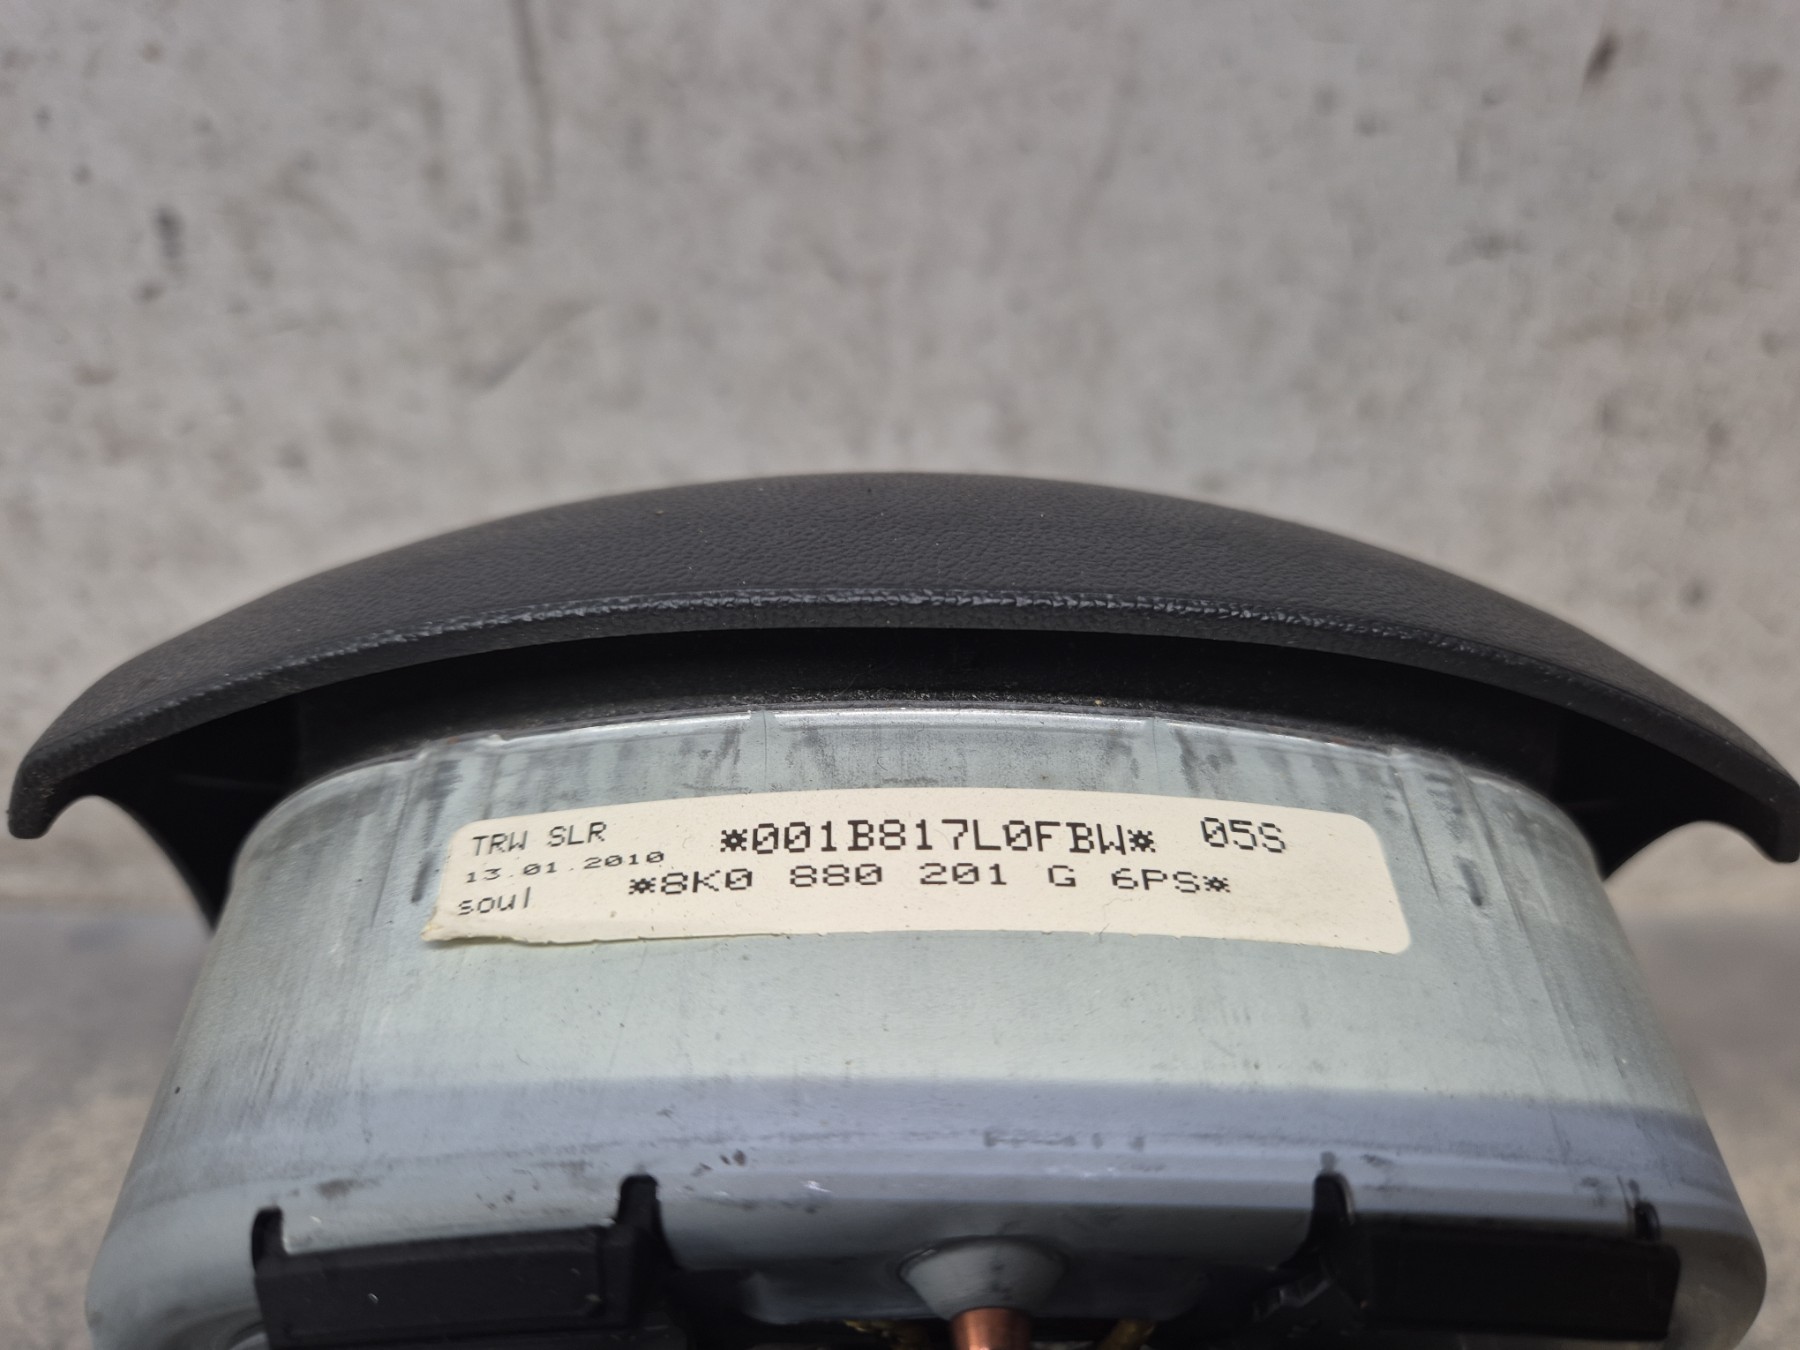 TRW SLR *001B817L0FBW* 05S
13.01.2010
*8K0 880 201 G 6PS*
soul